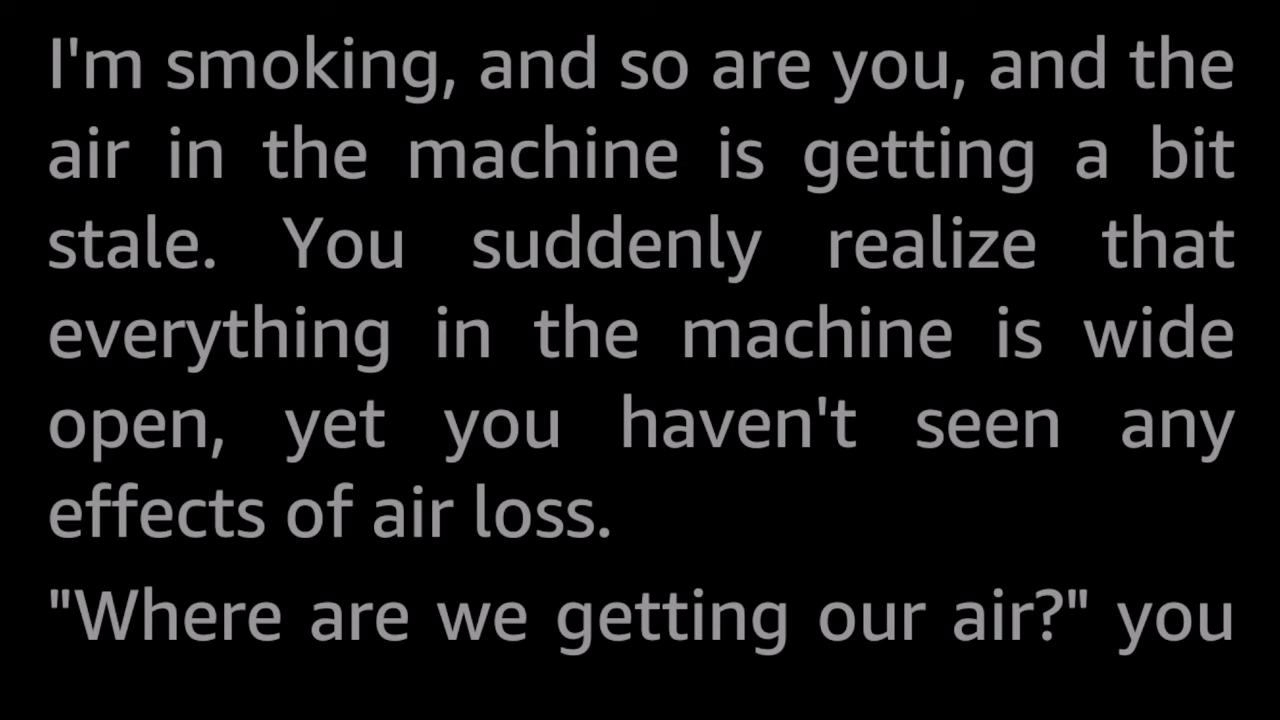 I'm smoking, and so are you, and the
air in the machine is getting a bit
stale. You suddenly realize that
everything in the machine is wide
open, yet you haven't seen any
effects of air loss.
"Where are we getting our air?" you